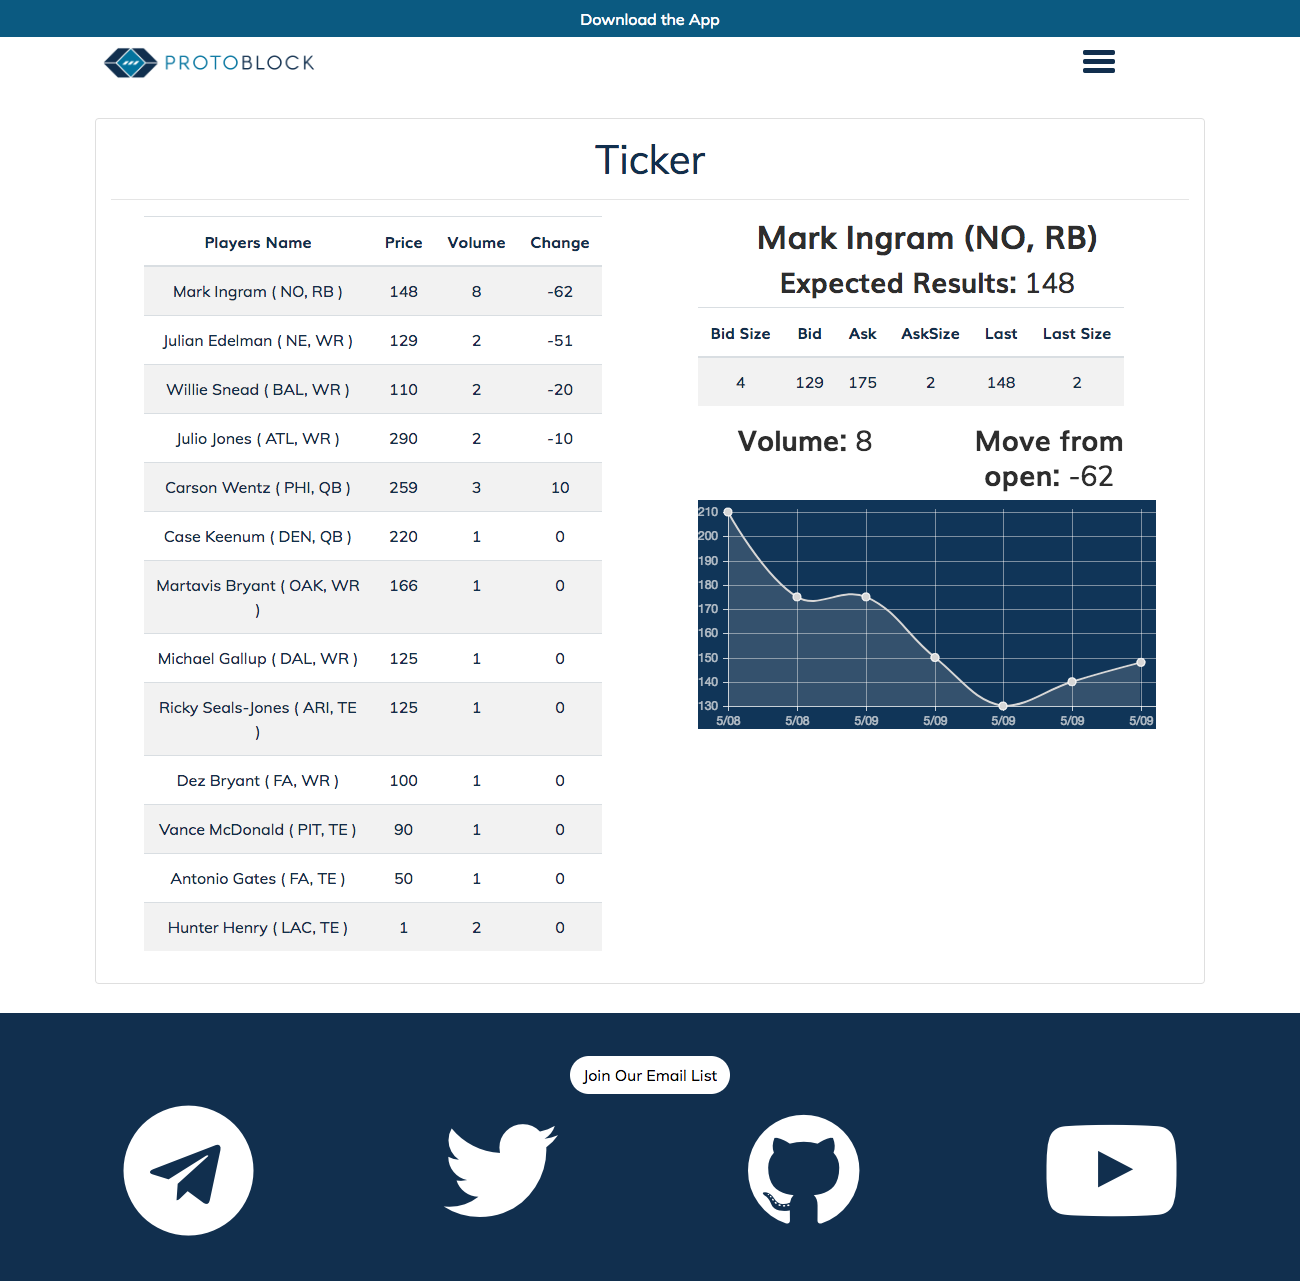 Download the App
PROTOBLOCK
Ticker
Players Name Price Volume Change
Mark Ingram ( NO, RB ) 148 8 -62
Julian Edelman ( NE, WR ) 129 2 -51
Willie Snead ( BAL, WR ) 110 2 -20
Julio Jones ( ATL, WR ) 290 2 -10
Carson Wentz ( PHI, QB ) 259 3 10
Case Keenum ( DEN, QB ) 220 1 0
Martavis Bryant ( OAK, WR 166 1 0
)
Michael Gallup ( DAL, WR ) 125 1 0
Ricky Seals-Jones ( ARI, TE 125 1 0
)
Dez Bryant ( FA, WR ) 100 1 0
Vance McDonald ( PIT, TE ) 90 1 0
Antonio Gates ( FA, TE ) 50 1 0
Hunter Henry ( LAC, TE ) 1 2 0
Mark Ingram (NO, RB)
Expected Results: 148
Bid Size Bid Ask AskSize Last Last Size
4 129 175 2 148 2
Volume: 8
Move from
open: -62
210
200
190
180
170
160
150
140
130
5/08 5/08 5/09 5/09 5/09 5/09 5/09
Join Our Email List